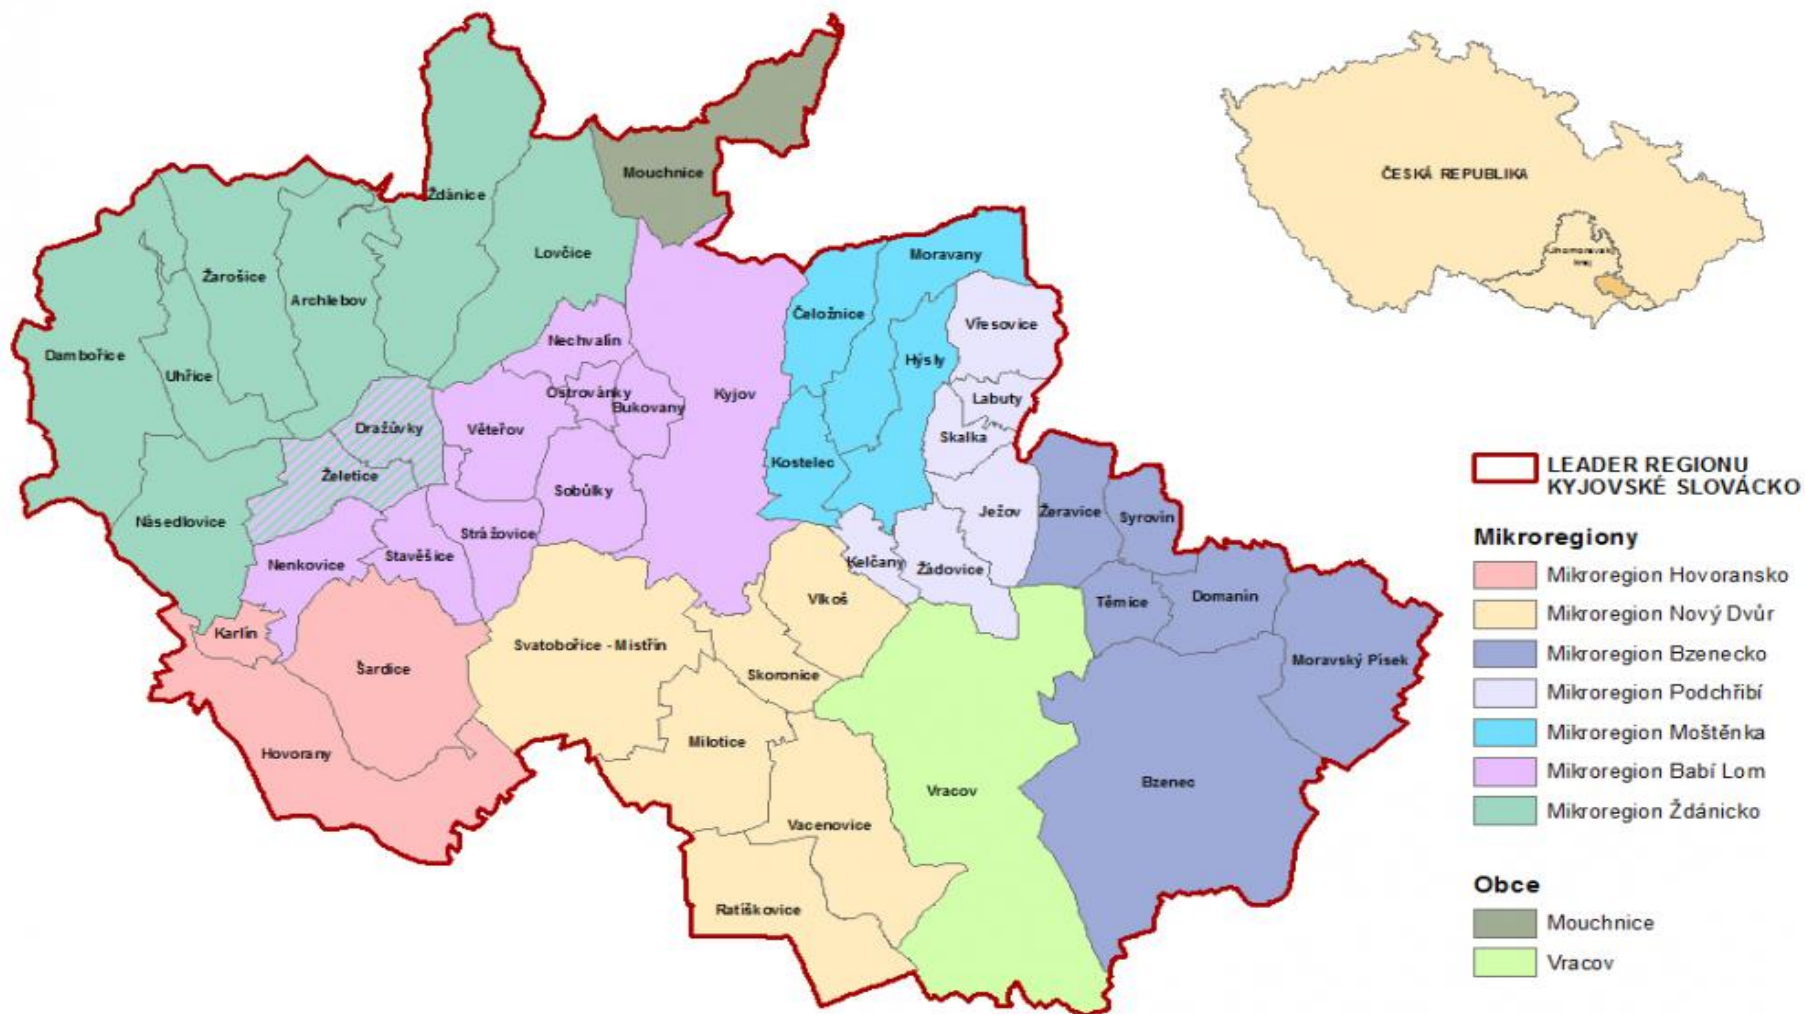 Mouchnice
ČESKÁ REPUBLIKA
Ždánice
Lovčice
Moravany
Žarošice
Archlebov
Čeložnice
Vřesovice
Nechvalín
Dambořice
Uhřice
Hýsly
Ostrovánky
Bukovany
Kyjov
Labuty
Dražůvky
Věteřov
Skalka
Želetice
Kostelec
LEADER REGIONU
KYJOVSKÉ SLOVÁCKO
Sobůlky
Násedlovice
Strážovice
Ježov
Žeravice
Syrovín
Nenkovice
Stavěšice
Kelčany
Žádovice
Mikroregiony
Mikroregion Hovoransko
Vlkoš
Těmice
Domanín
Mikroregion Nový Dvůr
Karlín
Svatobořice - Mistřín
Mikroregion Bzenecko
Šardice
Skoronice
Moravský Písek
Mikroregion Podchřibí
Mikroregion Moštěnka
Hovorany
Milotice
Mikroregion Babí Lom
Vracov
Bzenec
Mikroregion Ždánicko
Vacenovice
Obce
Ratíškovice
Mouchnice
Vracov